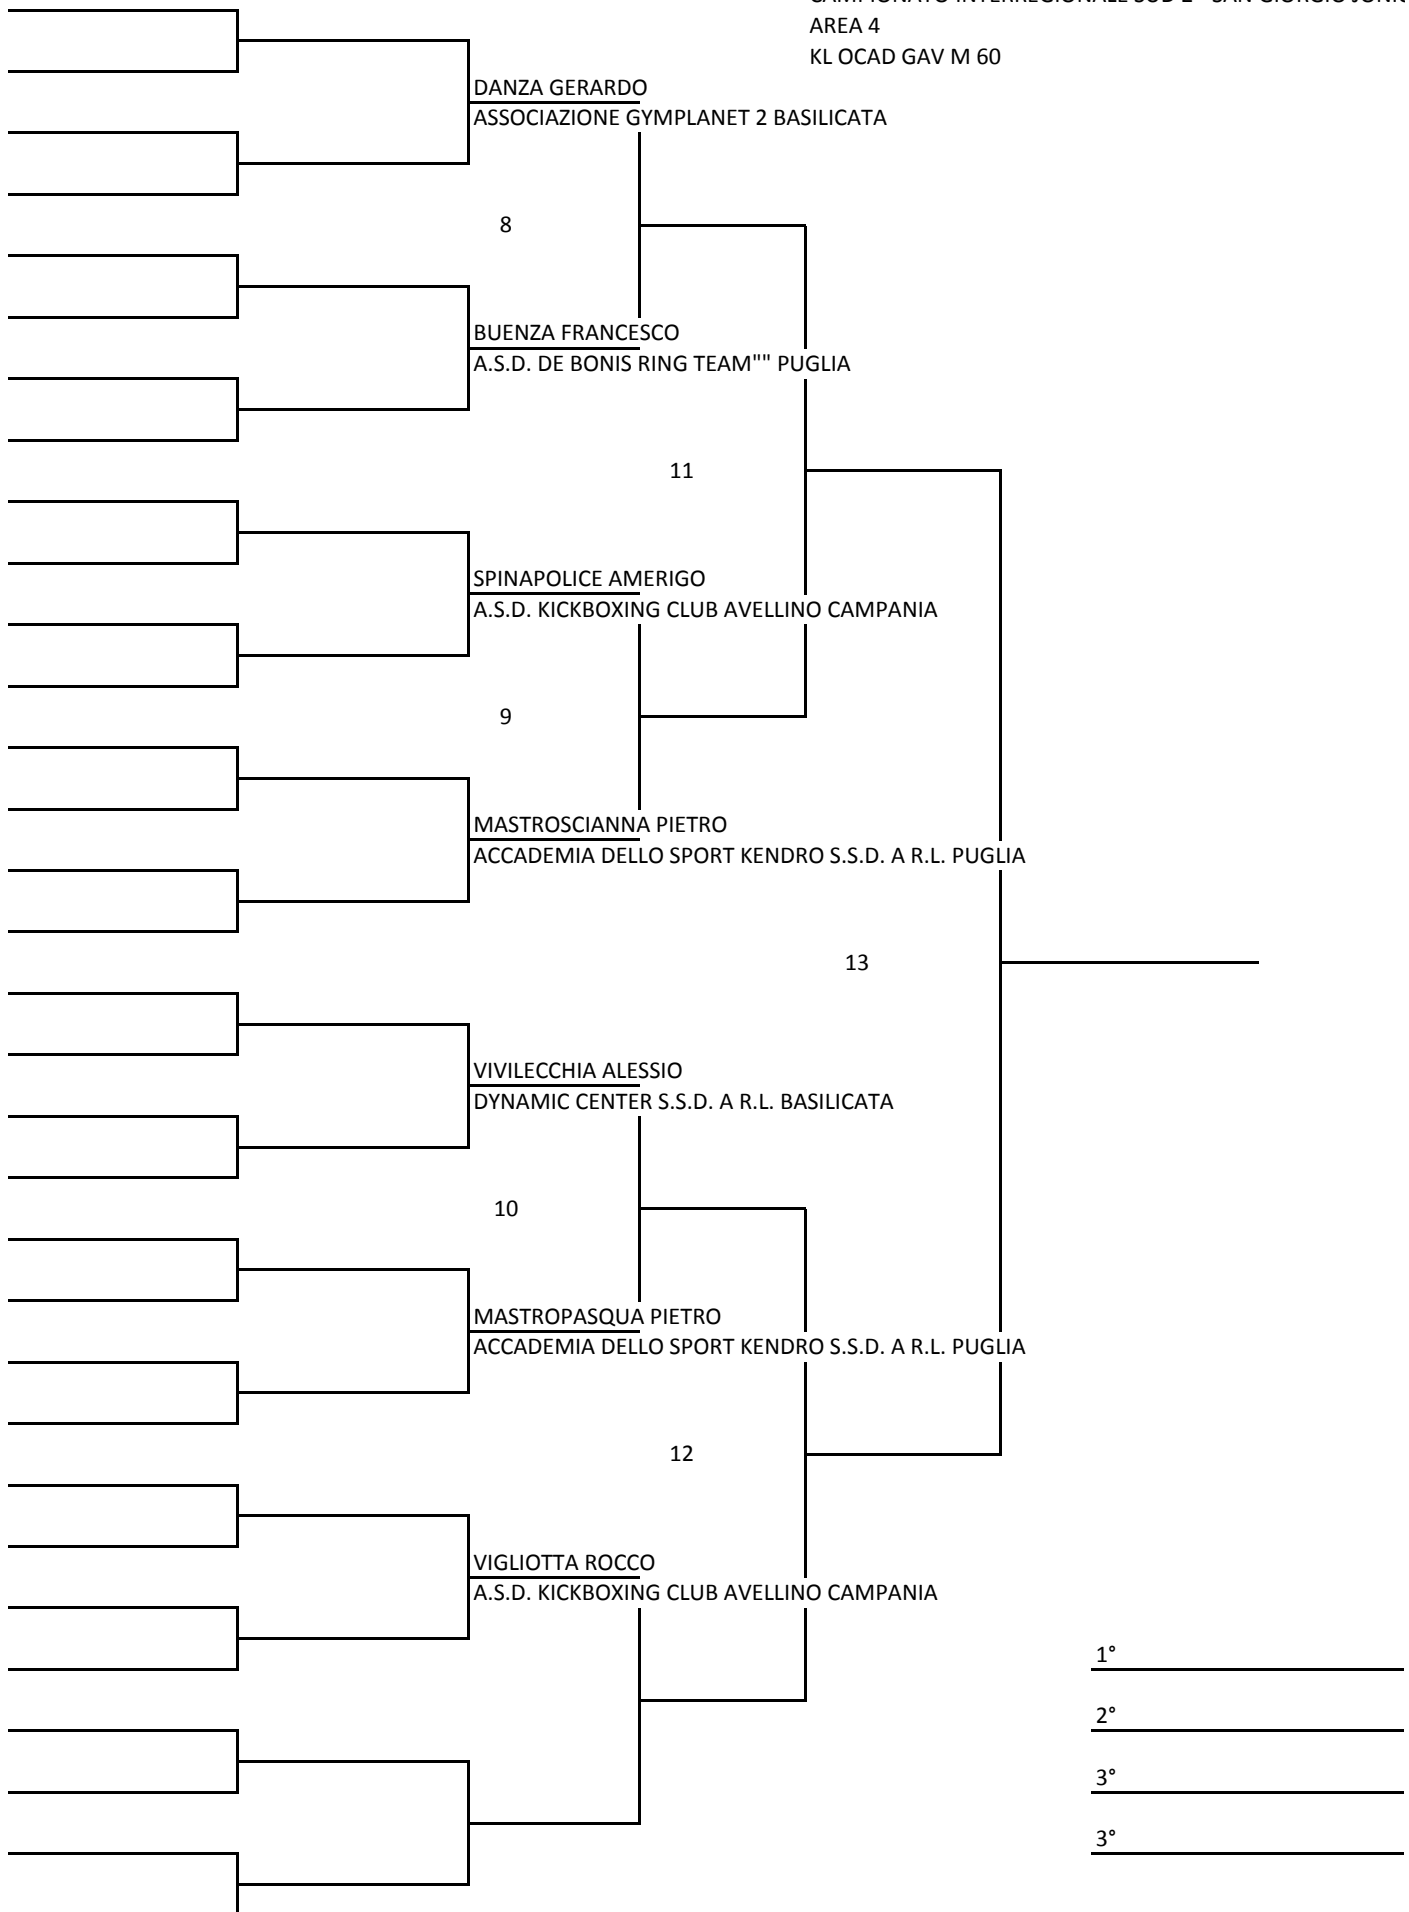 AREA 4
KL OCAD GAV M 60
DANZA GERARDO
ASSOCIAZIONE GYMPLANET 2 BASILICATA
8
BUENZA FRANCESCO
A.S.D. DE BONIS RING TEAM"" PUGLIA
11
SPINAPOLICE AMERIGO
A.S.D. KICKBOXING CLUB AVELLINO CAMPANIA
9
MASTROSCIANNA PIETRO
ACCADEMIA DELLO SPORT KENDRO S.S.D. A R.L. PUGLIA
13
VIVILECCHIA ALESSIO
DYNAMIC CENTER S.S.D. A R.L. BASILICATA
10
MASTROPASQUA PIETRO
ACCADEMIA DELLO SPORT KENDRO S.S.D. A R.L. PUGLIA
12
VIGLIOTTA ROCCO
A.S.D. KICKBOXING CLUB AVELLINO CAMPANIA
1°
2°
3°
3°